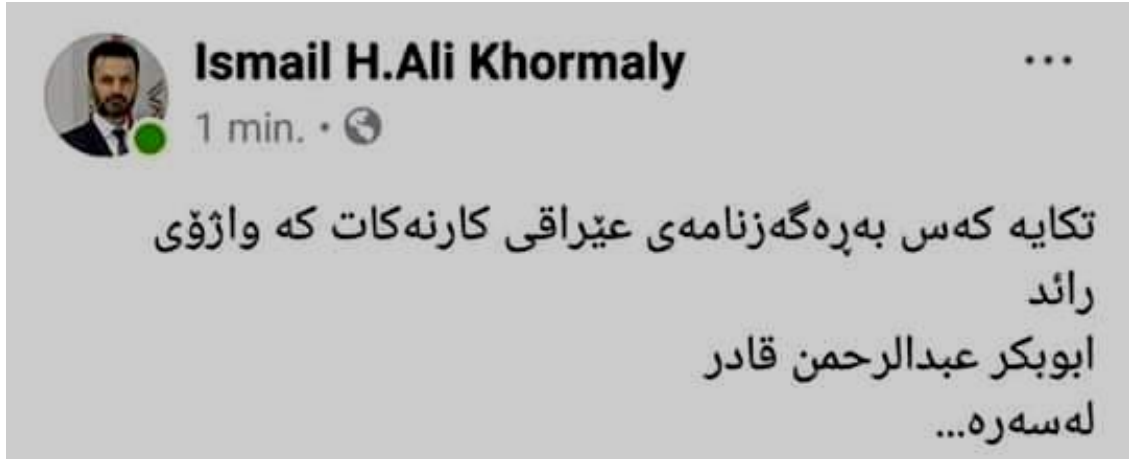 Ismail H.Ali Khormaly
...
1 min. ·
تکایە کەس بەڕەگەزنامەی عێراقی کارنەکات کە واژۆی
رائد
ابوبکر عبدالرحمن قادر
لەسەرە...